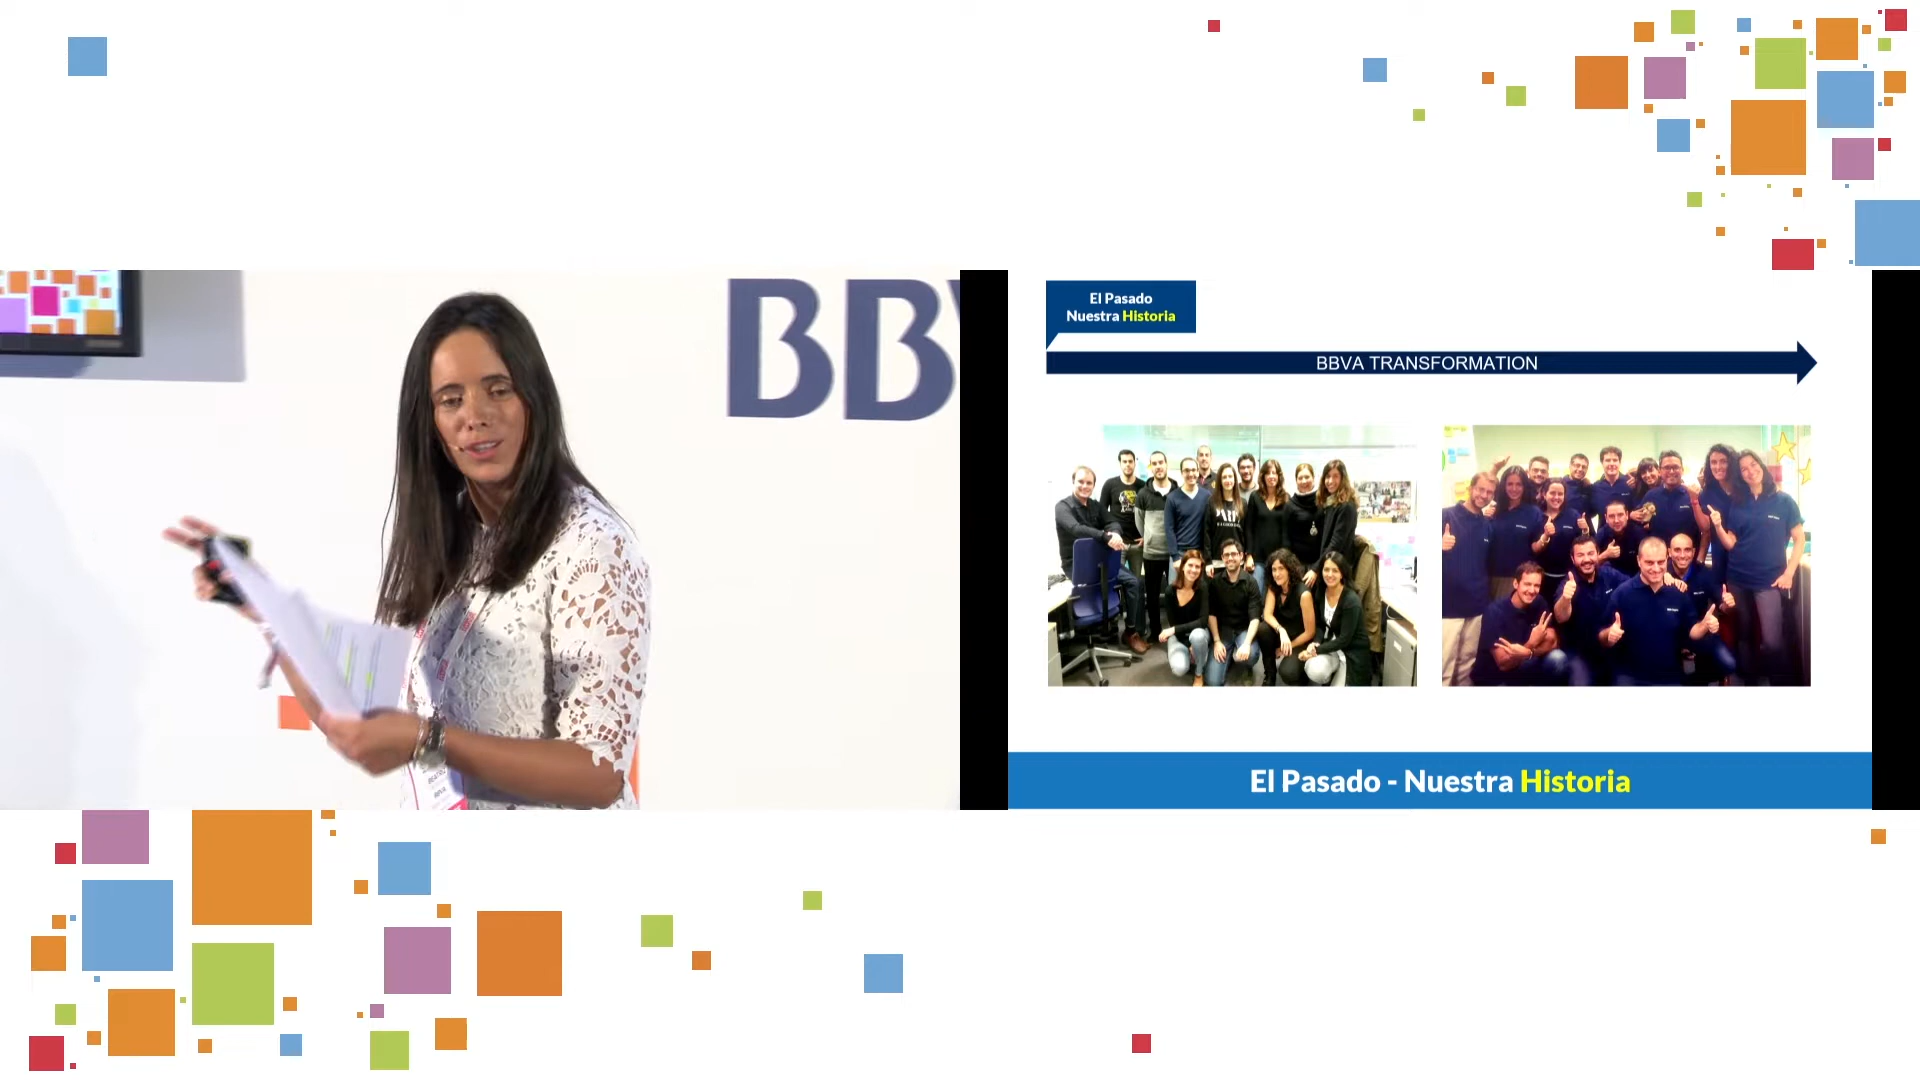 BBV
El Pasado
Nuestra Historia
BBVA TRANSFORMATION
El Pasado - Nuestra Historia